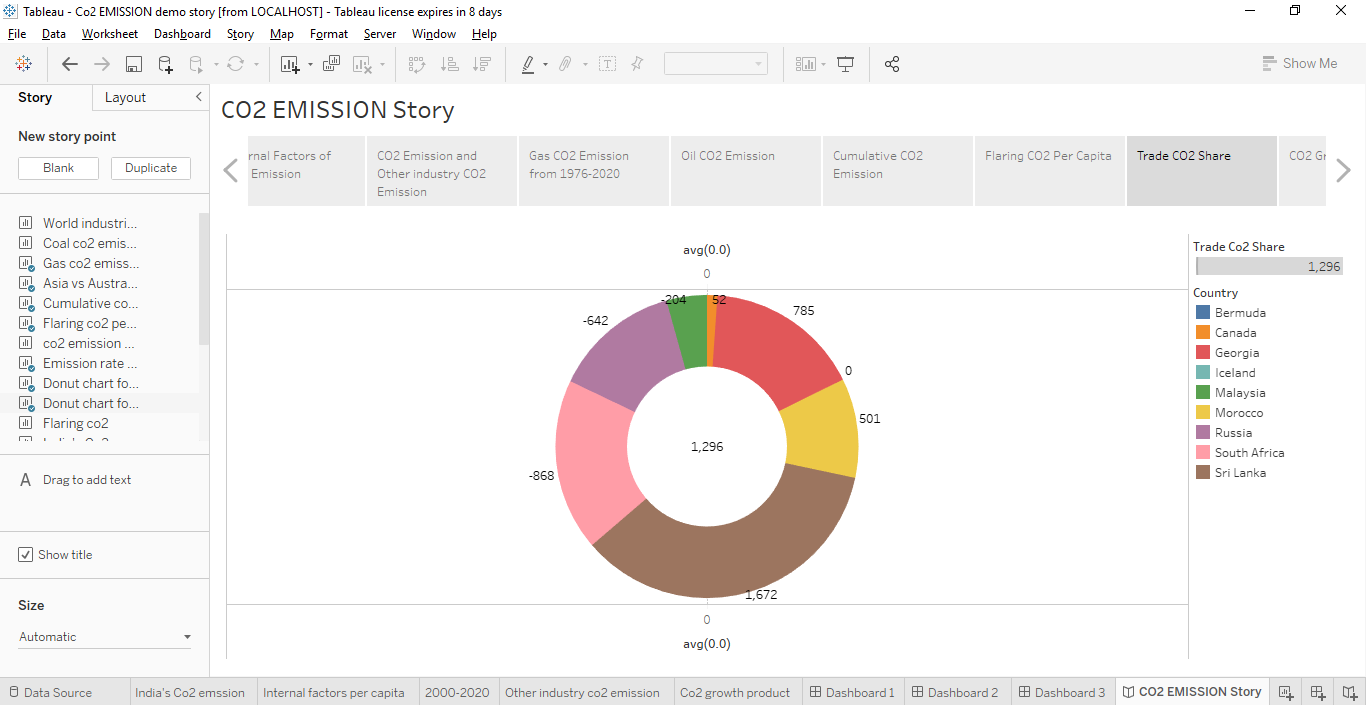 Tableau - Co2 EMISSION demo story [from LOCALHOST] - Tableau license expires in 8 days
File Data Worksheet Dashboard Story Map Format Server Window Help
Show Me
Story Layout
New story point
Blank Duplicate
World industri...
Coal co2 emis...
Gas co2 emiss...
Asia vs Austra...
Cumulative co...
Flaring co2 pe...
co2 emission ...
Emission rate ...
Donut chart fo...
Donut chart fo...
Flaring co2
A Drag to add text
Show title
Size
Automatic
CO2 EMISSION Story
rnal Factors of
Emission
CO2 Emission and
Other industry CO2
Emission
Gas CO2 Emission
from 1976-2020
Oil CO2 Emission
Cumulative CO2
Emission
Flaring CO2 Per Capita
Trade CO2 Share
CO2 Gr
avg(0.0)
0
-204
52
785
-642
0
501
1,296
-868
1,672
0
avg(0.0)
Trade Co2 Share
1,296
Country
Bermuda
Canada
Georgia
Iceland
Malaysia
Morocco
Russia
South Africa
Sri Lanka
Data Source India's Co2 emssion Internal factors per capita 2000-2020 Other industry co2 emission Co2 growth product Dashboard 1 Dashboard 2 Dashboard 3 CO2 EMISSION Story